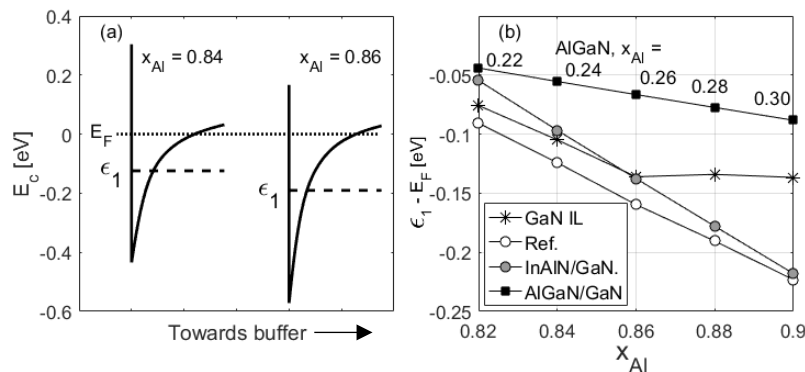 (a)
x_Al = 0.84
x_Al = 0.86
E_F
ϵ_1
ϵ_1
0.4
0.2
0
-0.2
-0.4
-0.6
E_c [eV]
Towards buffer
(b)
AlGaN, x_Al =
0.22
0.24
0.26
0.28
0.30
-0.05
-0.1
-0.15
-0.2
-0.25
ϵ_1 - E_F [eV]
GaN IL
Ref.
InAlN/GaN.
AlGaN/GaN
0.82 0.84 0.86 0.88 0.9
x_Al